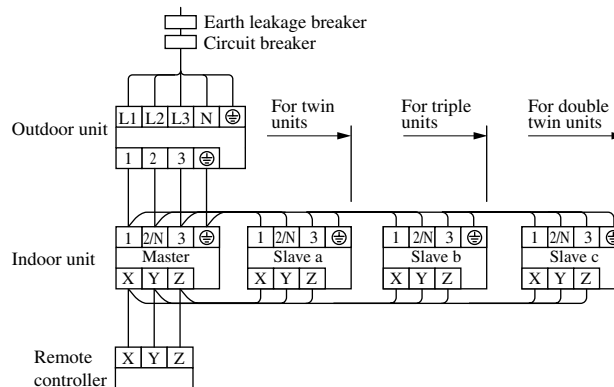 Earth leakage breaker
Circuit breaker
L1 L2 L3 N
Outdoor unit
1 2 3
For twin units
For triple units
For double twin units
1 2/N 3 1 2/N 3 1 2/N 3 1 2/N 3
Indoor unit
Master Slave a Slave b Slave c
X Y Z X Y Z X Y Z X Y Z
Remote controller
X Y Z